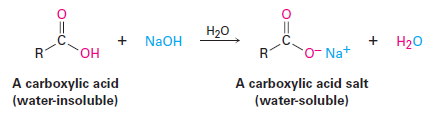 O O
C + NaOH H₂O C + H₂O
R OH R O⁻ Na⁺
A carboxylic acid A carboxylic acid salt
(water-insoluble) (water-soluble)